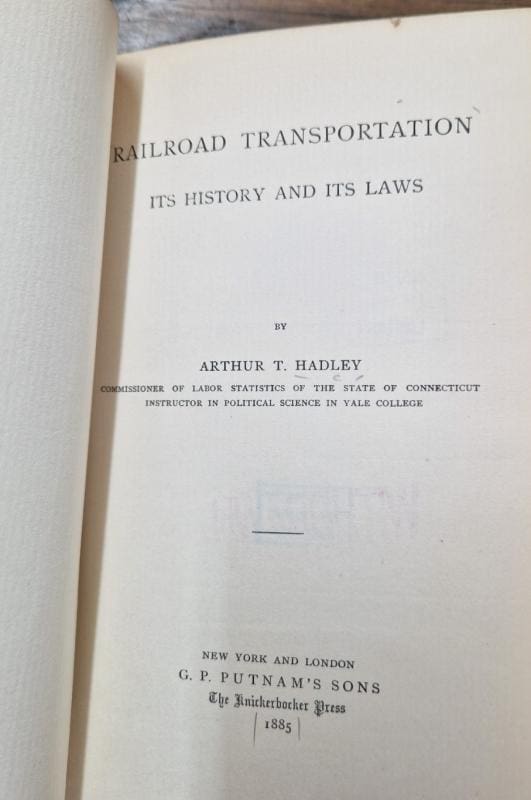 RAILROAD TRANSPORTATION
ITS HISTORY AND ITS LAWS
BY
ARTHUR T. HADLEY
COMMISSIONER OF LABOR STATISTICS OF THE STATE OF CONNECTICUT
INSTRUCTOR IN POLITICAL SCIENCE IN YALE COLLEGE
NEW YORK AND LONDON
G. P. PUTNAM'S SONS
The Knickerbocker Press
1885